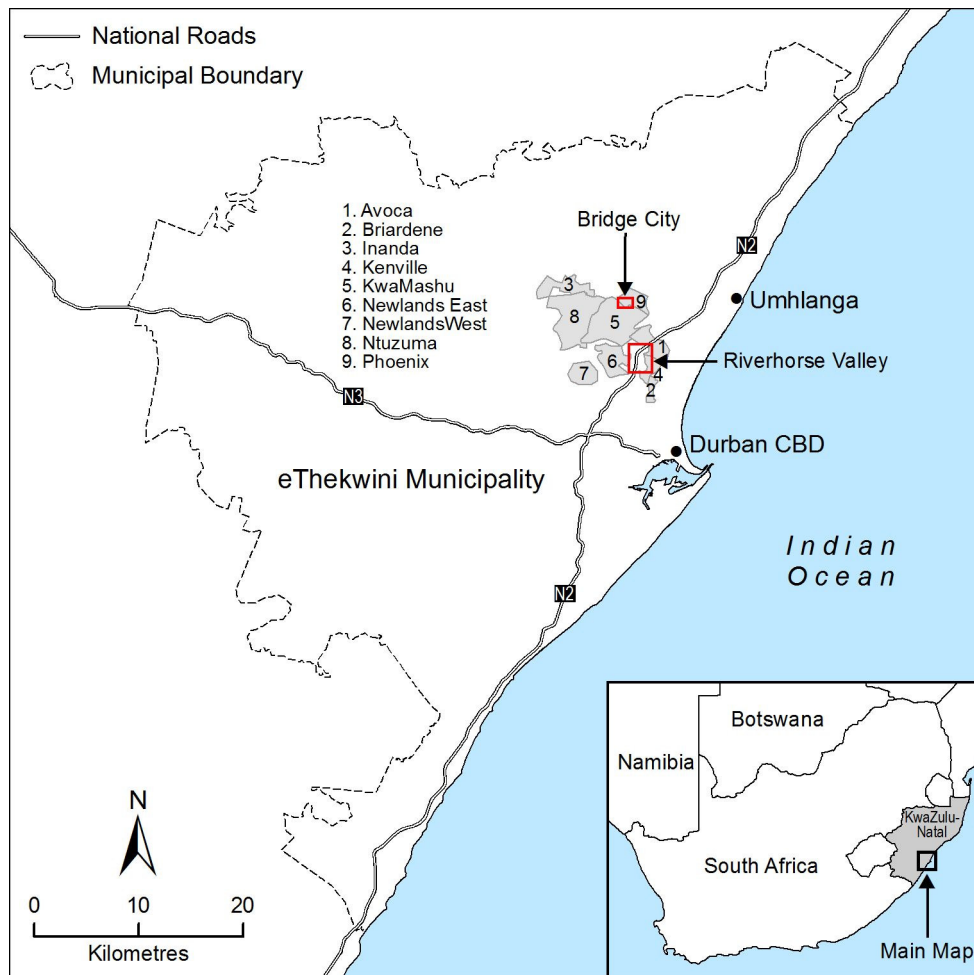 National Roads
Municipal Boundary
1. Avoca
2. Briardene
3. Inanda
4. Kenville
5. KwaMashu
6. Newlands East
7. NewlandsWest
8. Ntuzuma
9. Phoenix
Bridge
City
N2
3
9
8
5
Umhlanga
1
6
Riverhorse Valley
7
4
2
N3
Durban CBD
eThekwini Municipality
Indian
Ocean
N2
N
0 10 20
Kilometres
Botswana
Namibia
KwaZulu-
Natal
South Africa
Main Map